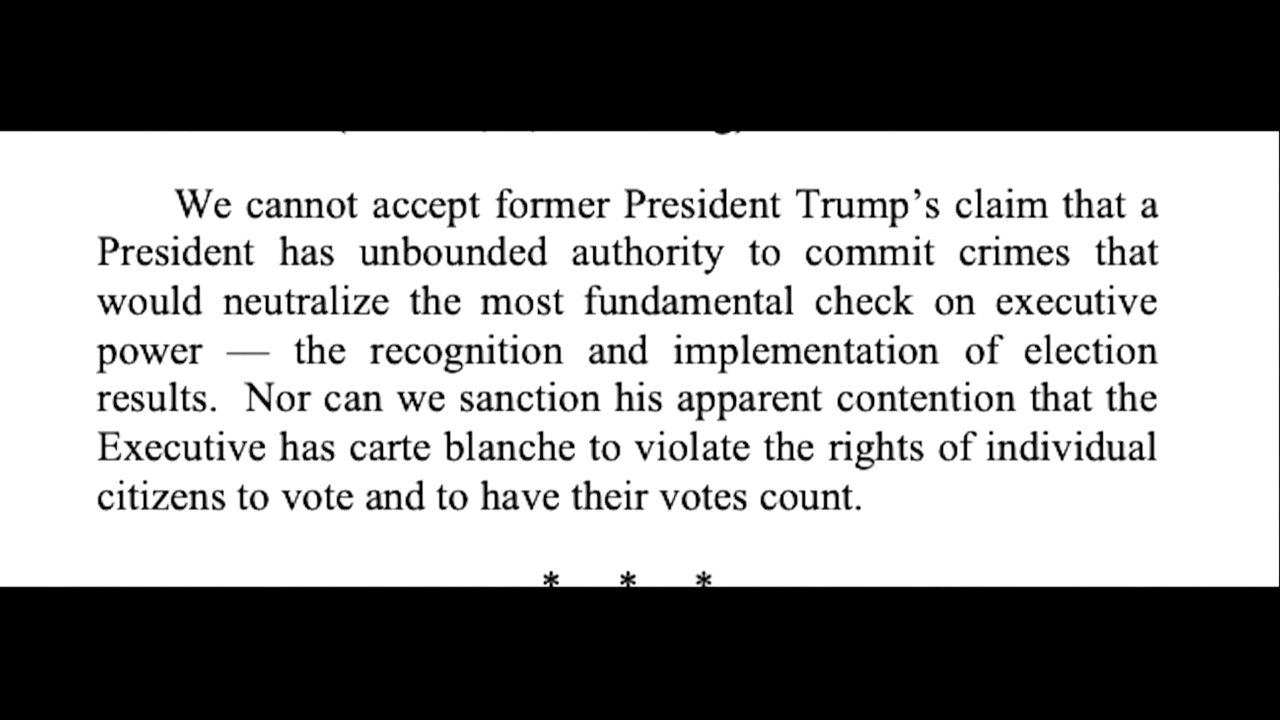 We cannot accept former President Trump’s claim that a
President has unbounded authority to commit crimes that
would neutralize the most fundamental check on executive
power — the recognition and implementation of election
results.  Nor can we sanction his apparent contention that the
Executive has carte blanche to violate the rights of individual
citizens to vote and to have their votes count.
* * *